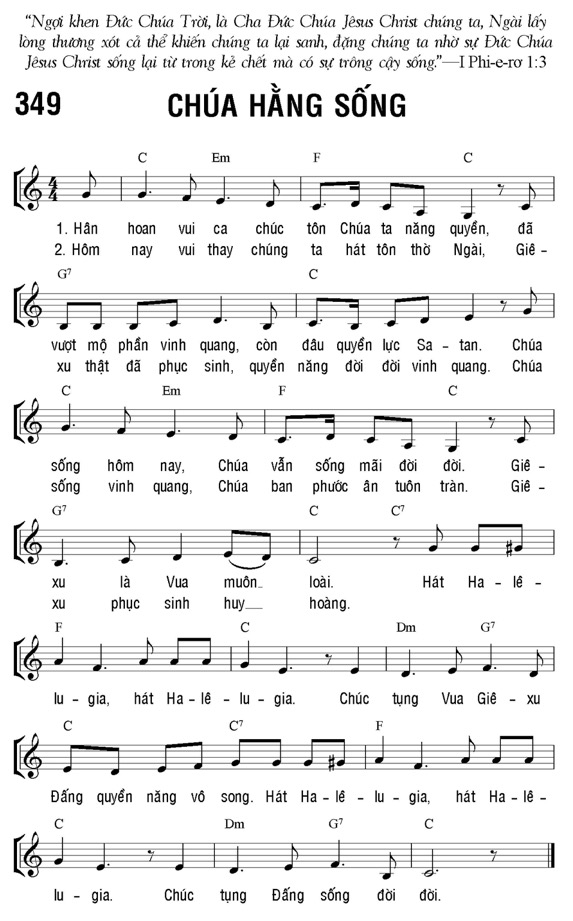 “Ngợi khen Đức Chúa Trời, là Cha Đức Chúa Jêsus Christ chúng ta, Ngài lấy
lòng thương xót cả thể khiến chúng ta lại sanh, đặng chúng ta nhờ sự Đức Chúa
Jêsus Christ sống lại từ trong kẻ chết mà có sự trông cậy sống.”—I Phi-e-rơ 1:3
349 CHÚA HẰNG SỐNG
C Em F C
4/4
1. Hân hoan vui ca chúc tôn Chúa ta năng quyền, đã
2. Hôm nay vui thay chúng ta hát tôn thờ Ngài, Giê –
G7 C
vượt mộ phần vinh quang, còn đâu quyền lực Sa – tan. Chúa
xu thật đã phục sinh, quyền năng đời đời vinh quang. Chúa
C Em F C
sống hôm nay, Chúa vẫn sống mãi đời đời. Giê –
sống vinh quang, Chúa ban phước ân tuôn tràn. Giê –
G7 C C7
xu là Vua muôn loài. Hát Ha – lê –
xu phục sinh huy hoàng.
F C Dm G7
lu – gia, hát Ha – lê – lu – gia. Chúc tụng Vua Giê – xu
C C7 F
Đấng quyền năng vô song. Hát Ha – lê – lu – gia, hát Ha – lê –
C Dm G7 C
lu – gia. Chúc tụng Đấng sống đời đời.